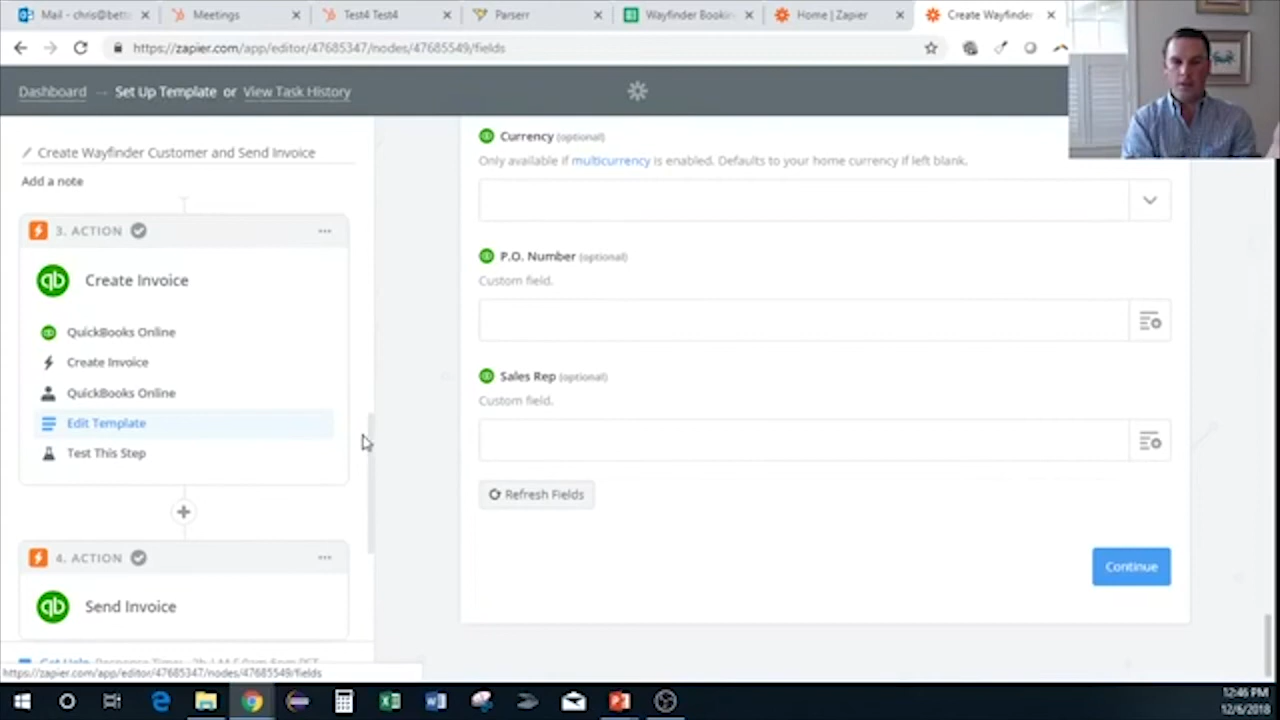 Mail - chris@bett
Meetings
Test4 Test4
Parserr
Wayfinder Bookin
Home | Zapier
Create Wayfinder
https://zapier.com/app/editor/47685347/nodes/47685549/fields
Dashboard → Set Up Template or View Task History
Create Wayfinder Customer and Send Invoice
Add a note
3. ACTION
Create Invoice
QuickBooks Online
Create Invoice
QuickBooks Online
Edit Template
Test This Step
4. ACTION
Send Invoice
Currency (optional)
Only available if multicurrency is enabled. Defaults to your home currency if left blank.
P.O. Number (optional)
Custom field.
Sales Rep (optional)
Custom field.
Refresh Fields
Continue
https://zapier.com/app/editor/47685347/nodes/47685549/fields
12:46 PM
12/6/2018